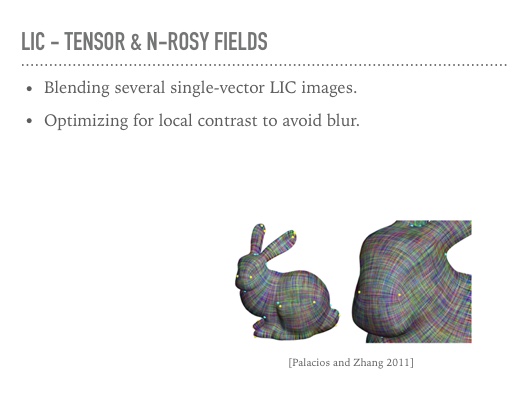 LIC - TENSOR & N-ROSY FIELDS
• Blending several single-vector LIC images.
• Optimizing for local contrast to avoid blur.
[Palacios and Zhang 2011]